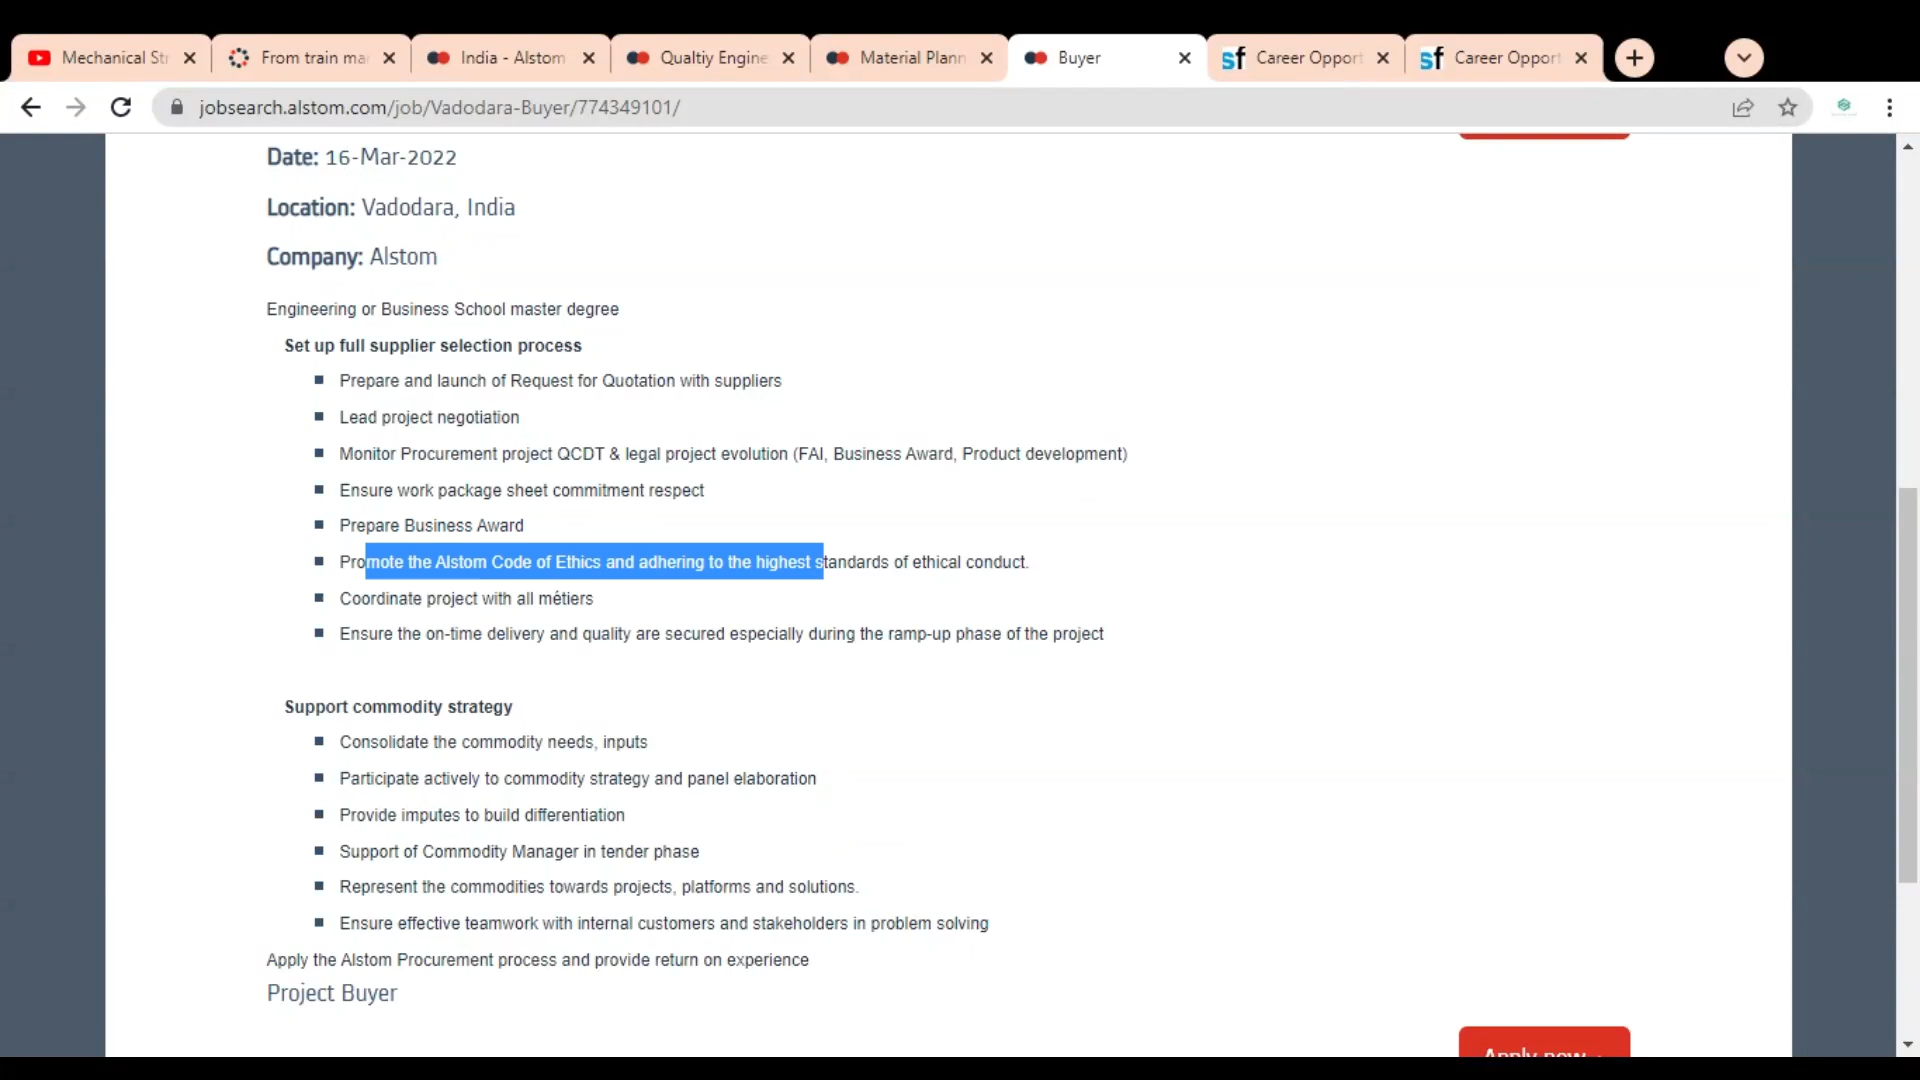 Mechanical St
From train ma
India - Alstom
Qualtiy Engine
Material Plann
Buyer
sf Career Opport
sf Career Opport
jobsearch.alstom.com/job/Vadodara-Buyer/774349101/
Date: 16-Mar-2022
Location: Vadodara, India
Company: Alstom
Engineering or Business School master degree
Set up full supplier selection process
Prepare and launch of Request for Quotation with suppliers
Lead project negotiation
Monitor Procurement project QCDT & legal project evolution (FAI, Business Award, Product development)
Ensure work package sheet commitment respect
Prepare Business Award
Promote the Alstom Code of Ethics and adhering to the highest standards of ethical conduct.
Coordinate project with all métiers
Ensure the on-time delivery and quality are secured especially during the ramp-up phase of the project
Support commodity strategy
Consolidate the commodity needs, inputs
Participate actively to commodity strategy and panel elaboration
Provide imputes to build differentiation
Support of Commodity Manager in tender phase
Represent the commodities towards projects, platforms and solutions.
Ensure effective teamwork with internal customers and stakeholders in problem solving
Apply the Alstom Procurement process and provide return on experience
Project Buyer
Apply now